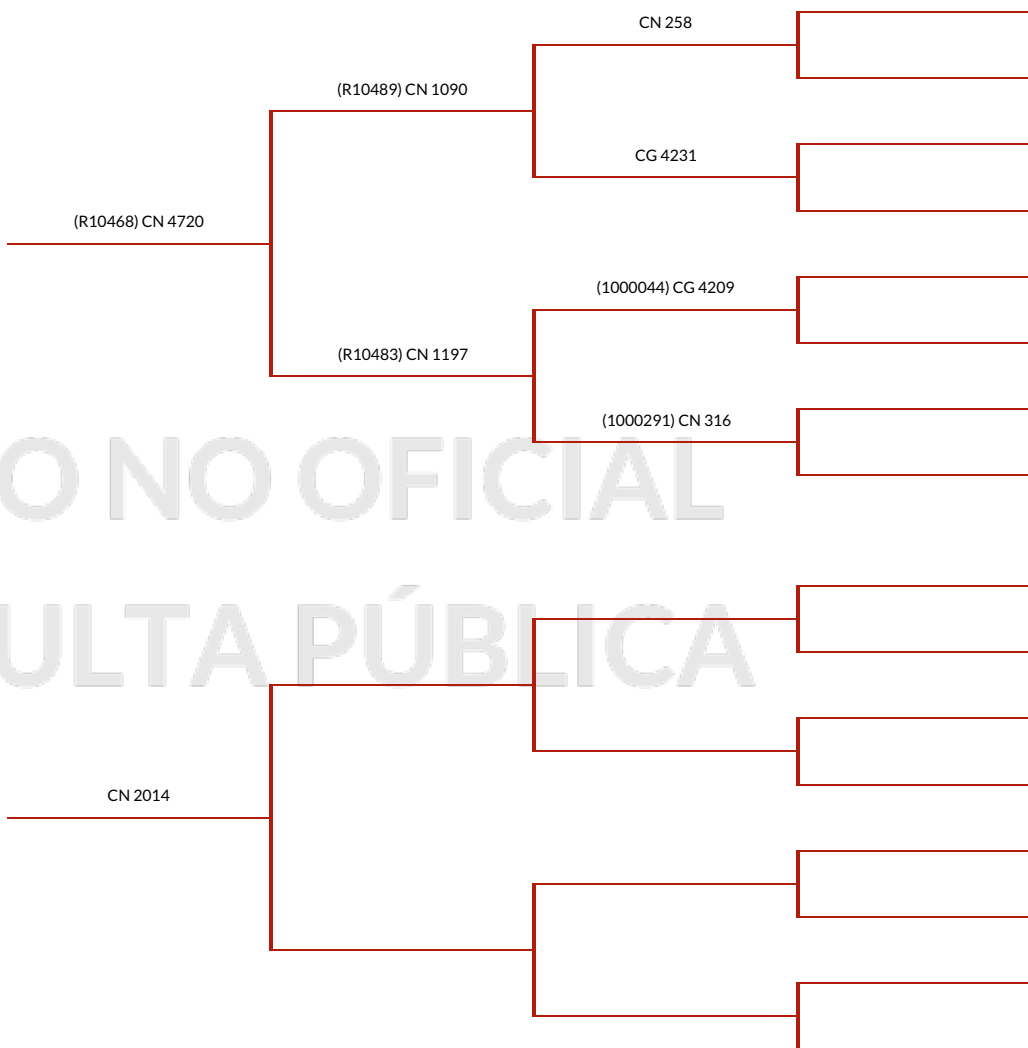 CN 258
(R10489) CN 1090
CG 4231
(R10468) CN 4720
(1000044) CG 4209
(R10483) CN 1197
(1000291) CN 316
O NO OFICIAL
ULTA PÚBLICA
CN 2014